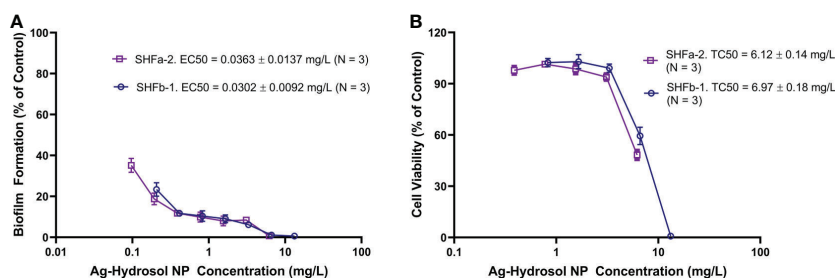 A
100
80
60
40
20
0
Biofilm Formation (% of Control)
SHFa-2. EC50 = 0.0363 ± 0.0137 mg/L (N = 3)
SHFb-1. EC50 = 0.0302 ± 0.0092 mg/L (N = 3)
0.01 0.1 1 10 100
Ag-Hydrosol NP Concentration (mg/L)
B
120
90
60
30
0
Cell Viability (% of Control)
SHFa-2. TC50 = 6.12 ± 0.14 mg/L
(N = 3)
SHFb-1. TC50 = 6.97 ± 0.18 mg/L
(N = 3)
0.1 1 10 100
Ag-Hydrosol NP Concentration (mg/L)